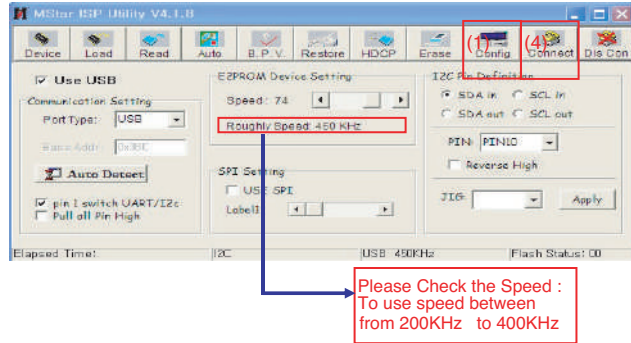 MStar ISP Utility V4.1.8
Device Load Read Auto B.P.V. Restore HDCP Erase Config Connect Dis Con
(1) (4)
Use USB
Communication Setting
Port Type: USB
Base Addr: 0x3BC
Auto Detect
pin 1 switch UART/I2c
Pull all Pin High
E2PROM Device Setting
Speed: 74
Roughly Speed: 450 KHz
SPI Setting
USE SPI
Label1:
I2C Pin Definition
SDA in SCL in
SDA out SCL out
PIN: PIN10
Reverse High
JIG: Apply
Elapsed Time: I2C USB 450KHz Flash Status: 00
Please Check the Speed :
To use speed between
from 200KHz to 400KHz